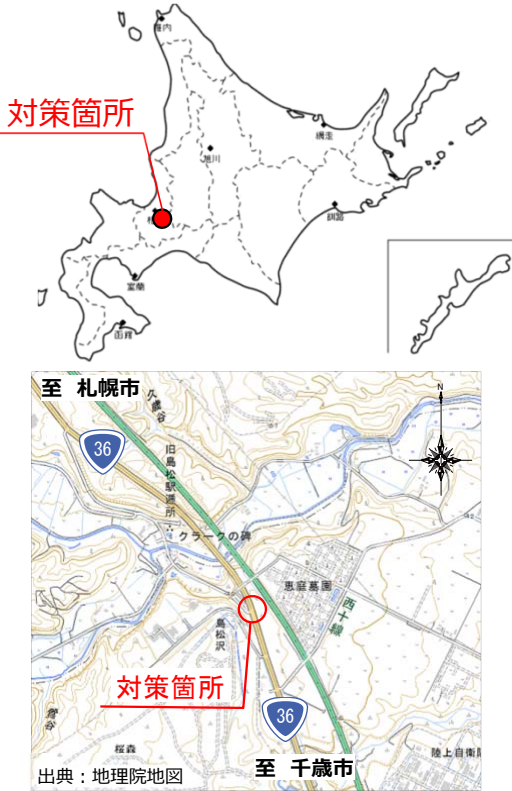 稚内
対策箇所
網走
旭川
釧路
室蘭
函館
至 札幌市
久歳谷
N
36
旧島松駅逓所
クラークの碑
恵庭墓園
西十線
島松沢
対策箇所
36
桜森
陸上自衛隊
出典：地理院地図
至 千歳市